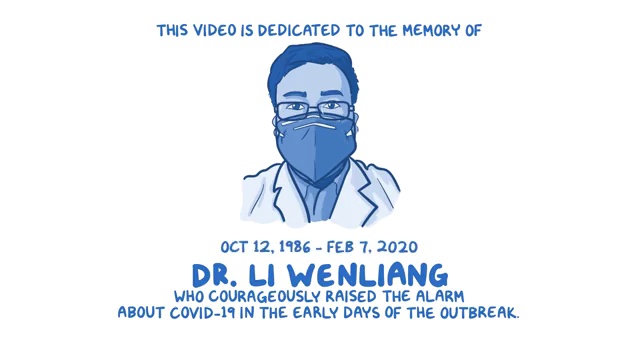 THIS VIDEO IS DEDICATED TO THE MEMORY OF
OCT 12, 1986 - FEB 7, 2020
DR. LI WENLIANG
WHO COURAGEOUSLY RAISED THE ALARM
ABOUT COVID-19 IN THE EARLY DAYS OF THE OUTBREAK.